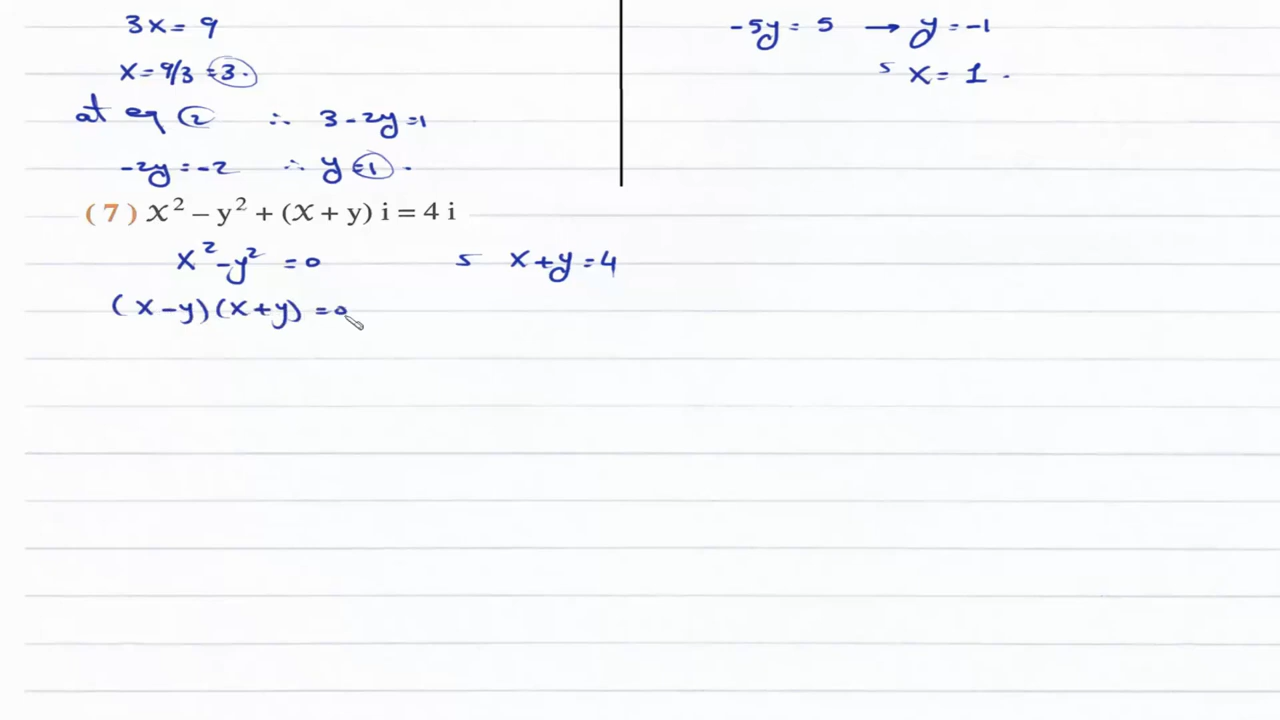 3x = 9
x = 9/3 = 3 .
at eq 2 ∴ 3 - 2y = 1
-2y = -2 ∴ y = 1 .
-5y = 5 → y = -1
, x = 1 .
( 7 ) X² – y² + (X + y) i = 4 i
x² - y² = 0 , x + y = 4
(x - y)(x + y) = 0